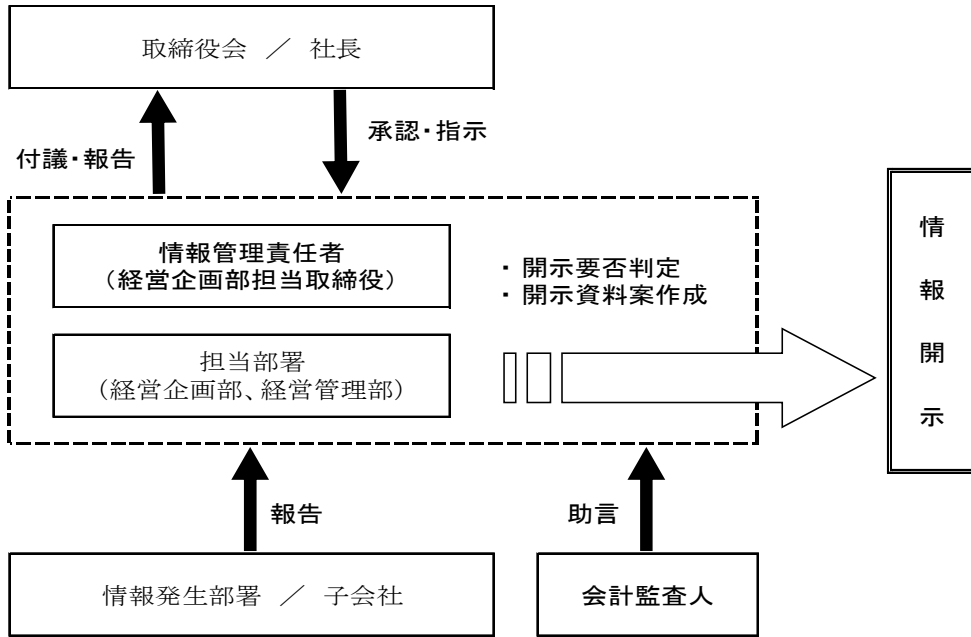 取締役会 ／ 社長
付議・報告
承認・指示
情報管理責任者
（経営企画部担当取締役）
・ 開示要否判定
・ 開示資料案作成
担当部署
（経営企画部、経営管理部）
情報開示
報告
助言
情報発生部署 ／ 子会社
会計監査人